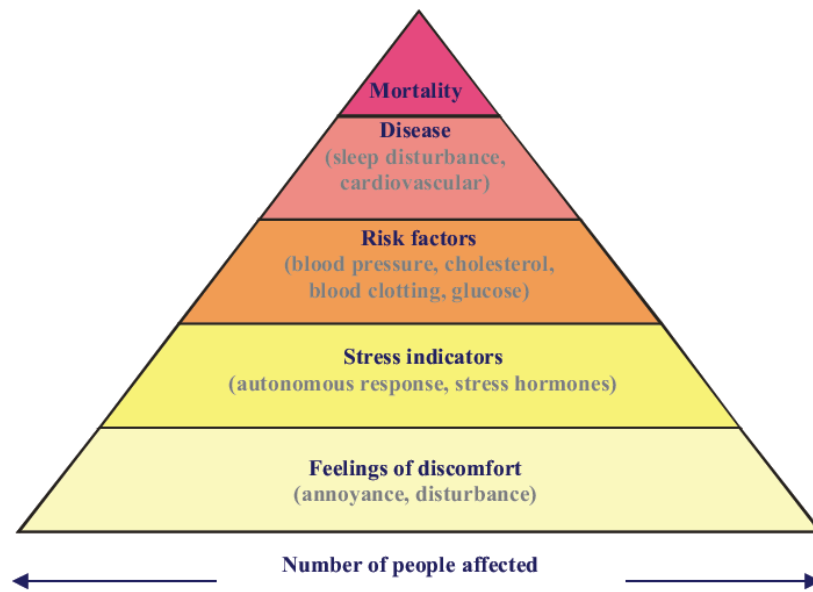 Mortality
Disease
(sleep disturbance,
cardiovascular)
Risk factors
(blood pressure, cholesterol,
blood clotting, glucose)
Stress indicators
(autonomous response, stress hormones)
Feelings of discomfort
(annoyance, disturbance)
Number of people affected